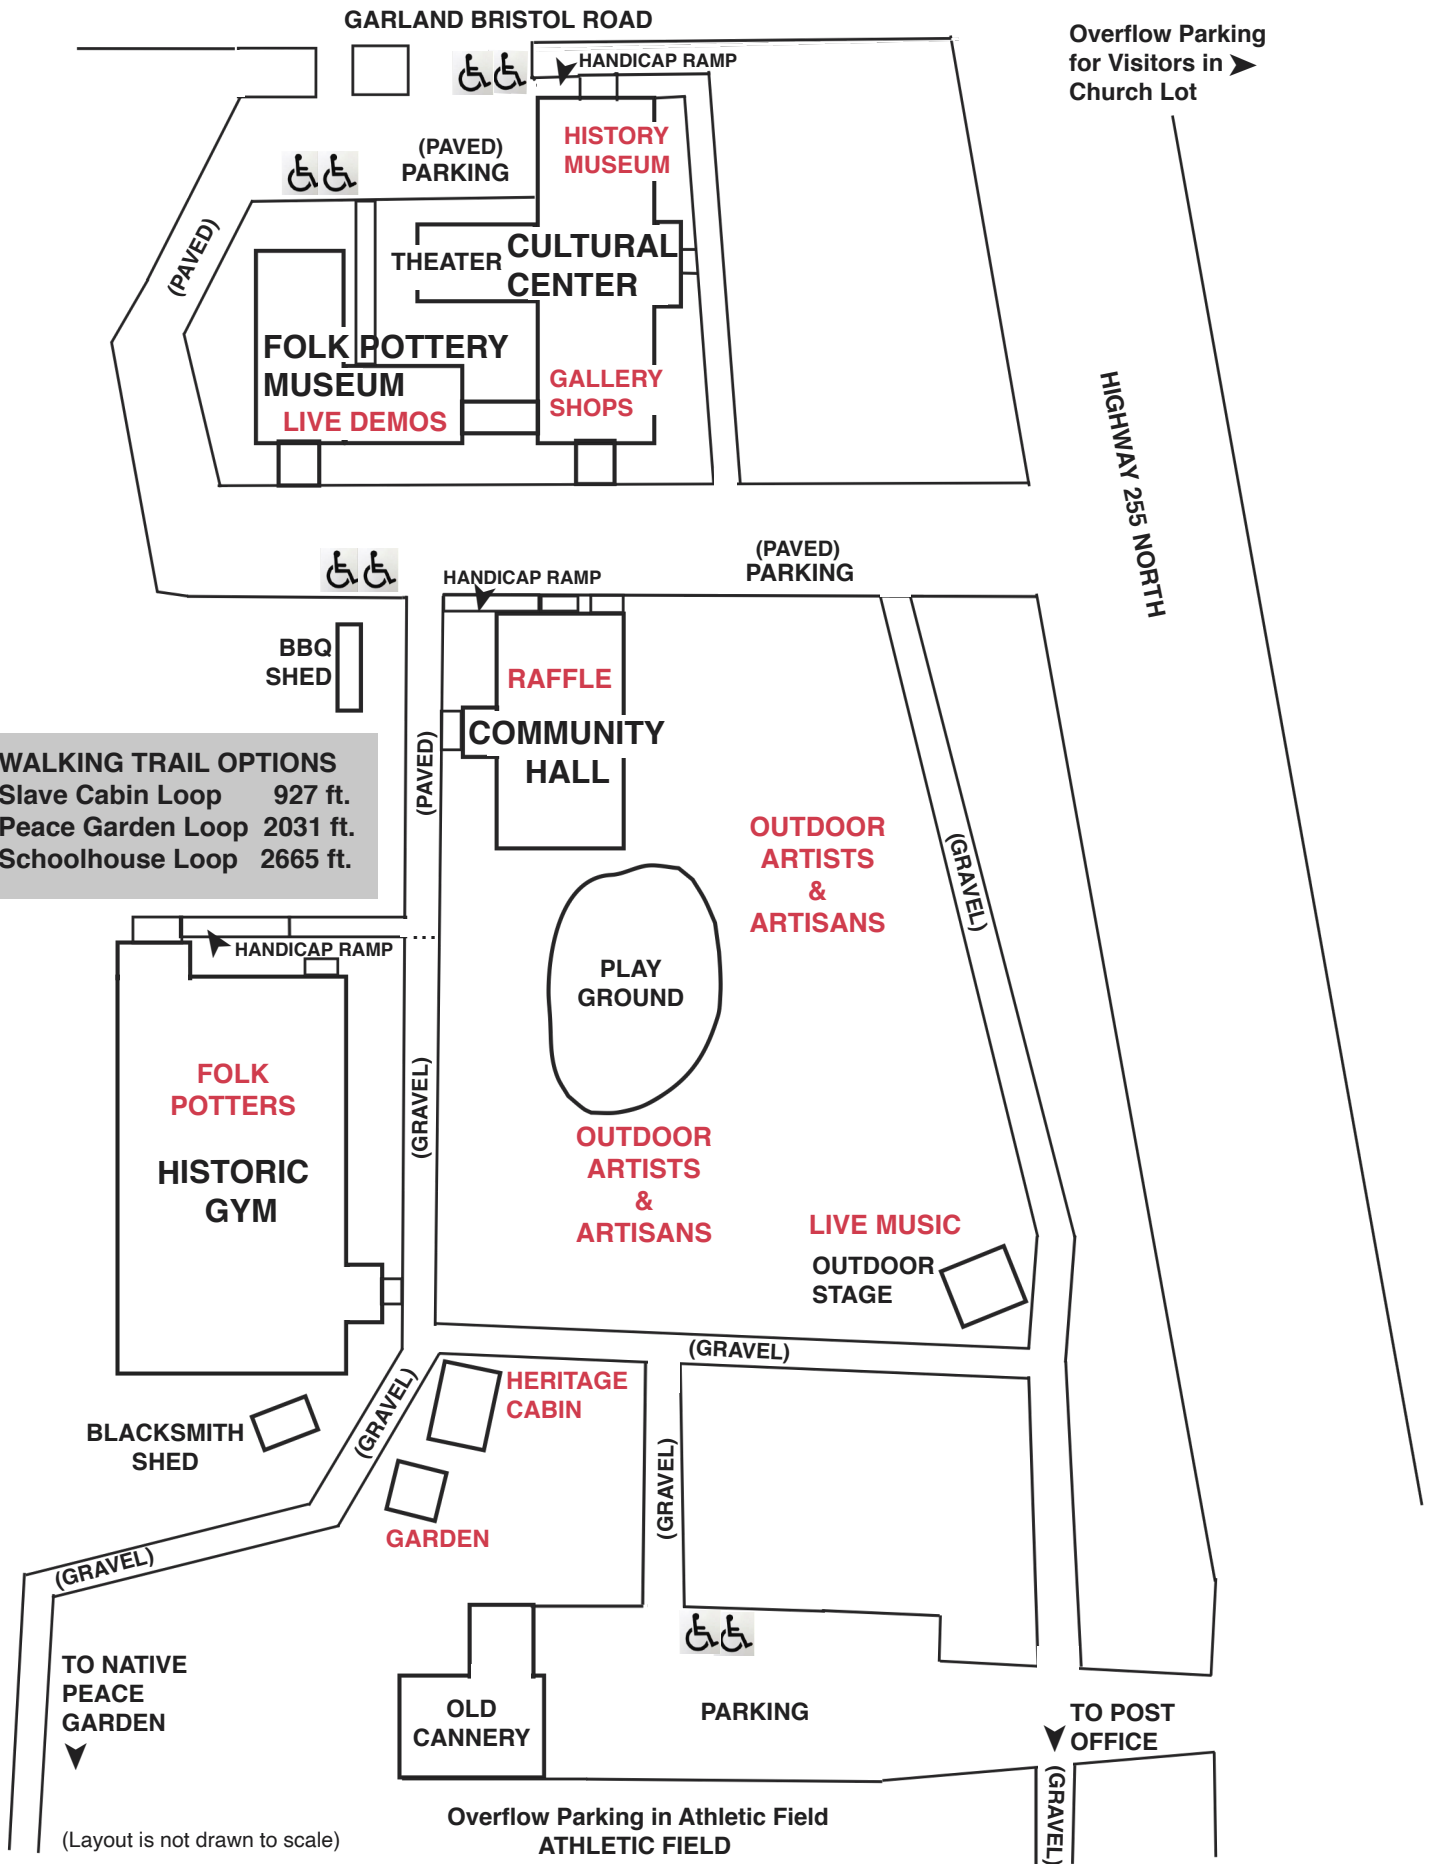 GARLAND BRISTOL ROAD
Overflow Parking
for Visitors in
Church Lot
HANDICAP RAMP
HISTORY
MUSEUM
(PAVED)
PARKING
(PAVED)
THEATER
CULTURAL
CENTER
FOLK POTTERY
MUSEUM
LIVE DEMOS
GALLERY
SHOPS
HIGHWAY 255 NORTH
(PAVED)
PARKING
HANDICAP RAMP
BBQ
SHED
RAFFLE
COMMUNITY
HALL
(PAVED)
WALKING TRAIL OPTIONS
Slave Cabin Loop 927 ft.
Peace Garden Loop 2031 ft.
Schoolhouse Loop 2665 ft.
OUTDOOR
ARTISTS
&
ARTISANS
(GRAVEL)
HANDICAP RAMP
PLAY
GROUND
FOLK
POTTERS
HISTORIC
GYM
(GRAVEL)
OUTDOOR
ARTISTS
&
ARTISANS
LIVE MUSIC
OUTDOOR
STAGE
(GRAVEL)
HERITAGE
CABIN
(GRAVEL)
BLACKSMITH
SHED
(GRAVEL)
GARDEN
(GRAVEL)
TO NATIVE
PEACE
GARDEN
OLD
CANNERY
PARKING
TO POST
OFFICE
(GRAVEL)
Overflow Parking in Athletic Field
ATHLETIC FIELD
(Layout is not drawn to scale)